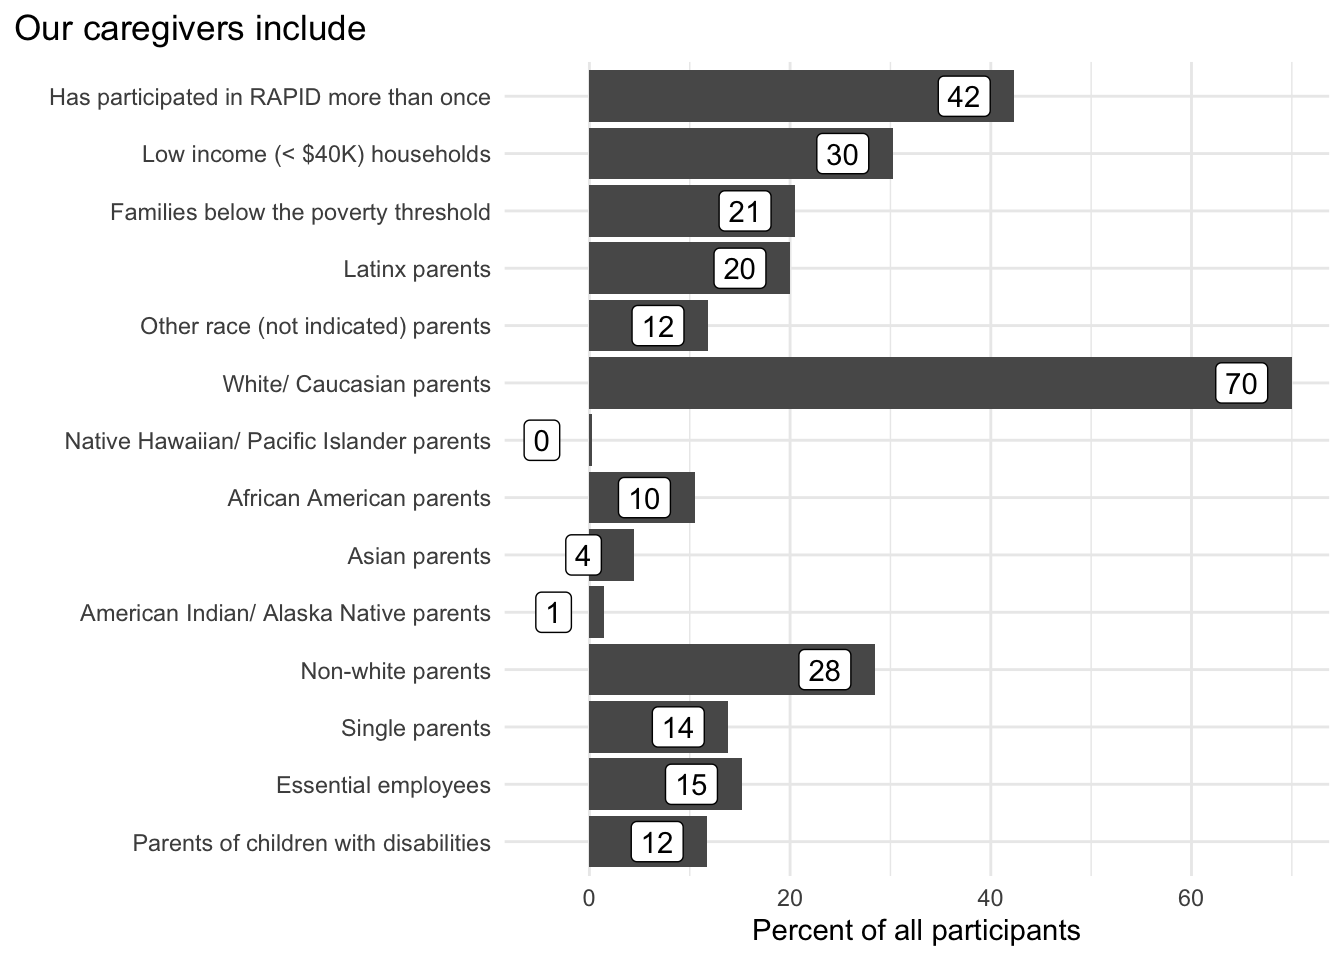 Our caregivers include
Has participated in RAPID more than once 42
Low income (< $40K) households 30
Families below the poverty threshold 21
Latinx parents 20
Other race (not indicated) parents 12
White/ Caucasian parents 70
Native Hawaiian/ Pacific Islander parents 0
African American parents 10
Asian parents 4
American Indian/ Alaska Native parents 1
Non-white parents 28
Single parents 14
Essential employees 15
Parents of children with disabilities 12
0 20 40 60
Percent of all participants